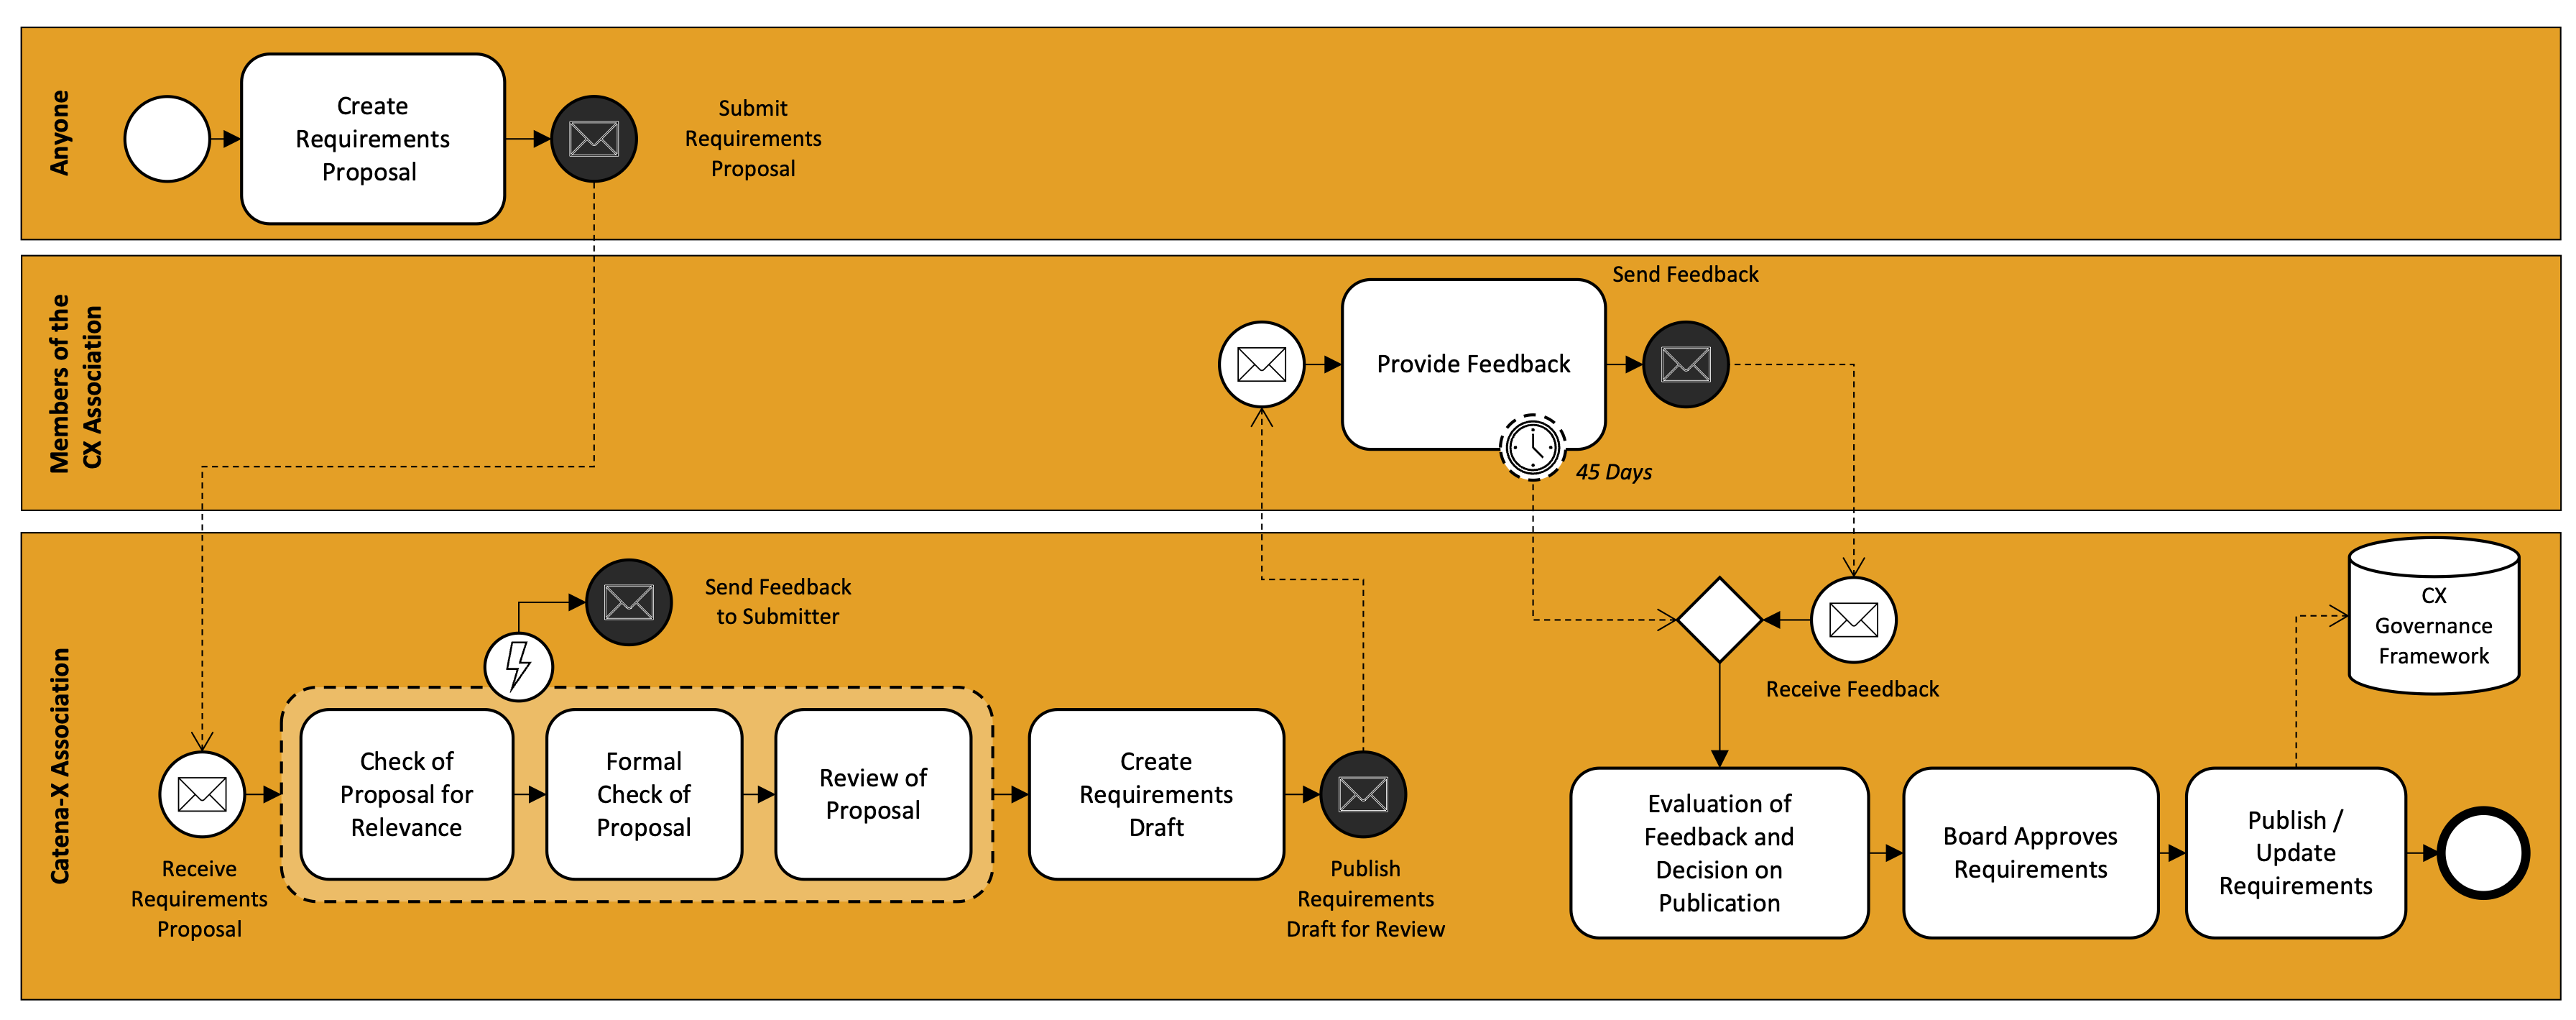 Anyone
Create
Requirements
Proposal
Submit
Requirements
Proposal
Members of the
CX Association
Send Feedback
Provide Feedback
45 Days
Catena-X Association
Send Feedback
to Submitter
Receive
Requirements
Proposal
Check of
Proposal for
Relevance
Formal
Check of
Proposal
Review of
Proposal
Create
Requirements
Draft
Publish
Requirements
Draft for Review
Receive Feedback
Evaluation of
Feedback and
Decision on
Publication
Board Approves
Requirements
Publish /
Update
Requirements
CX
Governance
Framework